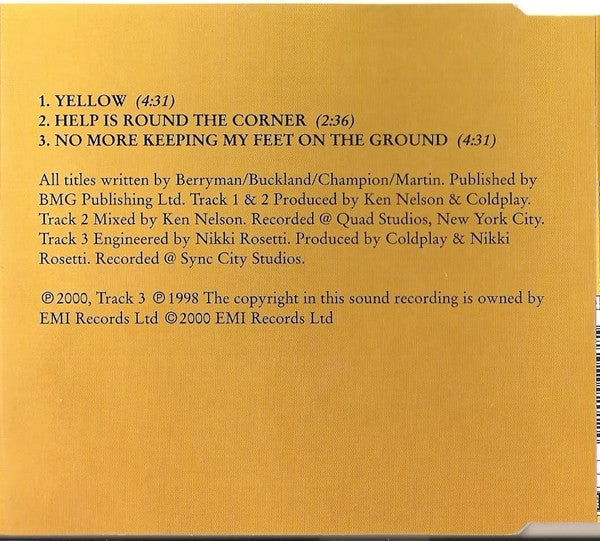 1. YELLOW (4:31)
2. HELP IS ROUND THE CORNER (2:36)
3. NO MORE KEEPING MY FEET ON THE GROUND (4:31)
All titles written by Berryman/Buckland/Champion/Martin. Published by
BMG Publishing Ltd. Track 1 & 2 Produced by Ken Nelson & Coldplay.
Track 2 Mixed by Ken Nelson. Recorded @ Quad Studios, New York City.
Track 3 Engineered by Nikki Rosetti. Produced by Coldplay & Nikki
Rosetti. Recorded @ Sync City Studios.
℗2000, Track 3 ℗1998 The copyright in this sound recording is owned by
EMI Records Ltd ©2000 EMI Records Ltd